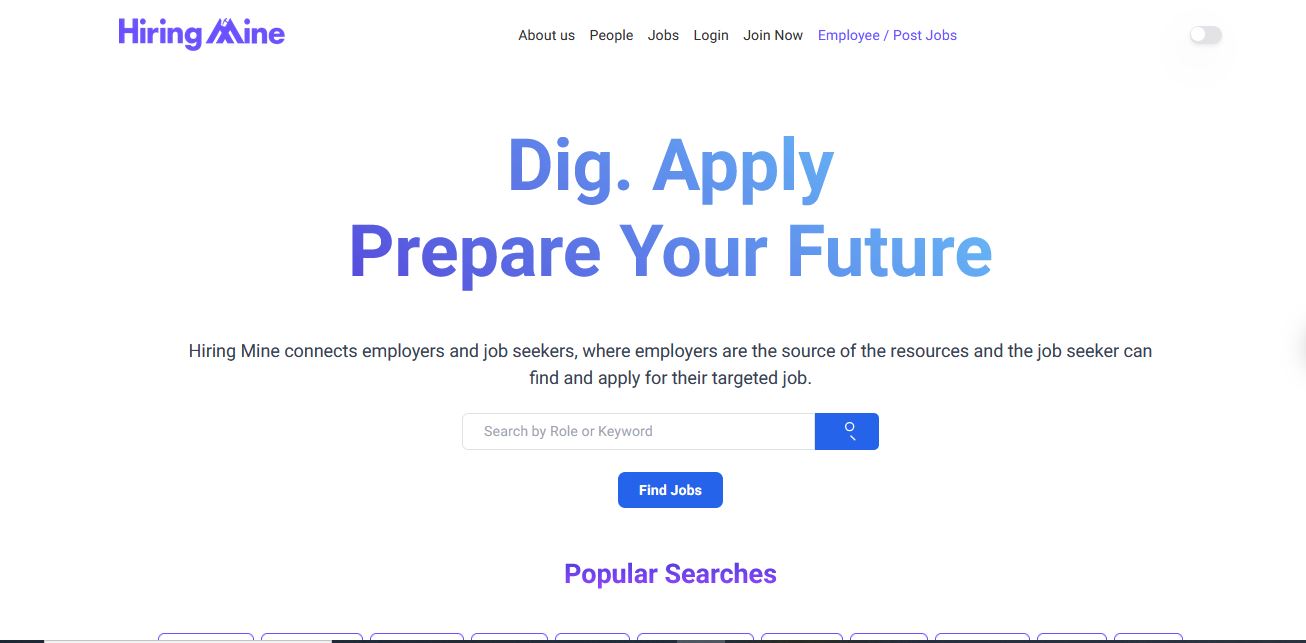 Hiring Mine
About us People Jobs Login Join Now Employee / Post Jobs
Dig. Apply
Prepare Your Future
Hiring Mine connects employers and job seekers, where employers are the source of the resources and the job seeker can
find and apply for their targeted job.
Search by Role or Keyword
Find Jobs
Popular Searches